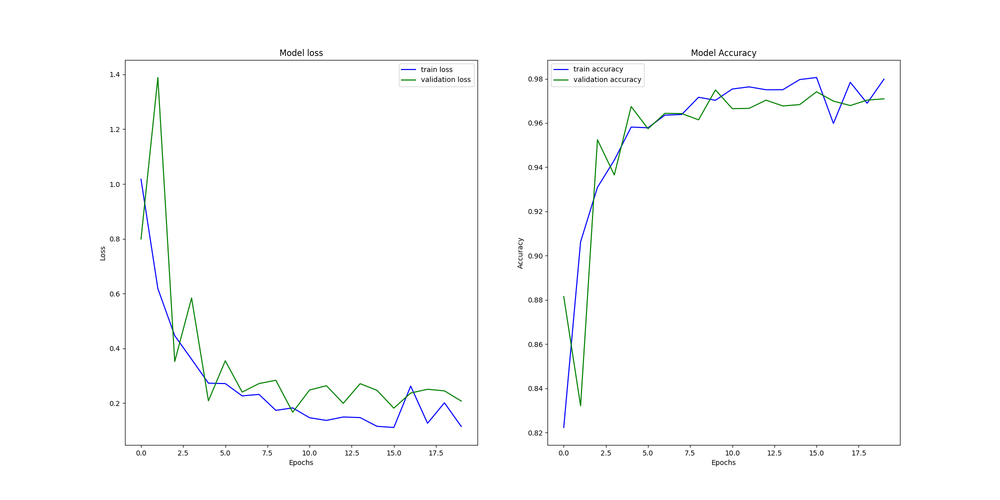 Model loss
train loss
validation loss
1.4
1.2
1.0
0.8
0.6
0.4
0.2
Loss
0.0 2.5 5.0 7.5 10.0 12.5 15.0 17.5
Epochs
Model Accuracy
train accuracy
validation accuracy
0.98
0.96
0.94
0.92
0.90
0.88
0.86
0.84
0.82
Accuracy
0.0 2.5 5.0 7.5 10.0 12.5 15.0 17.5
Epochs